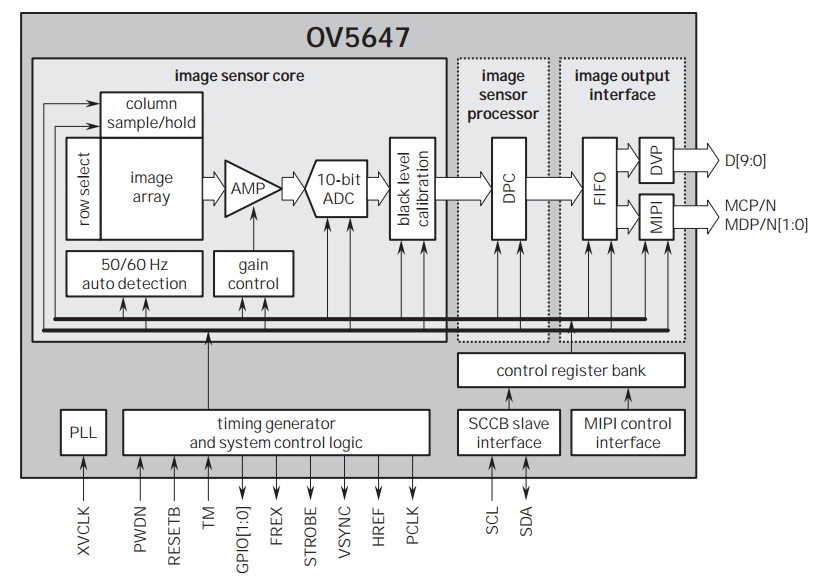 OV5647
image sensor core
image
sensor
processor
image output
interface
column
sample/hold
row select
image
array
AMP
10-bit
ADC
black level
calibration
DPC
FIFO
DVP
MIPI
D[9:0]
MCP/N
MDP/N[1:0]
50/60 Hz
auto detection
gain
control
control register bank
PLL
timing generator
and system control logic
SCCB slave
interface
MIPI control
interface
XVCLK
PWDN
RESETB
TM
GPIO[1:0]
FREX
STROBE
VSYNC
HREF
PCLK
SCL
SDA